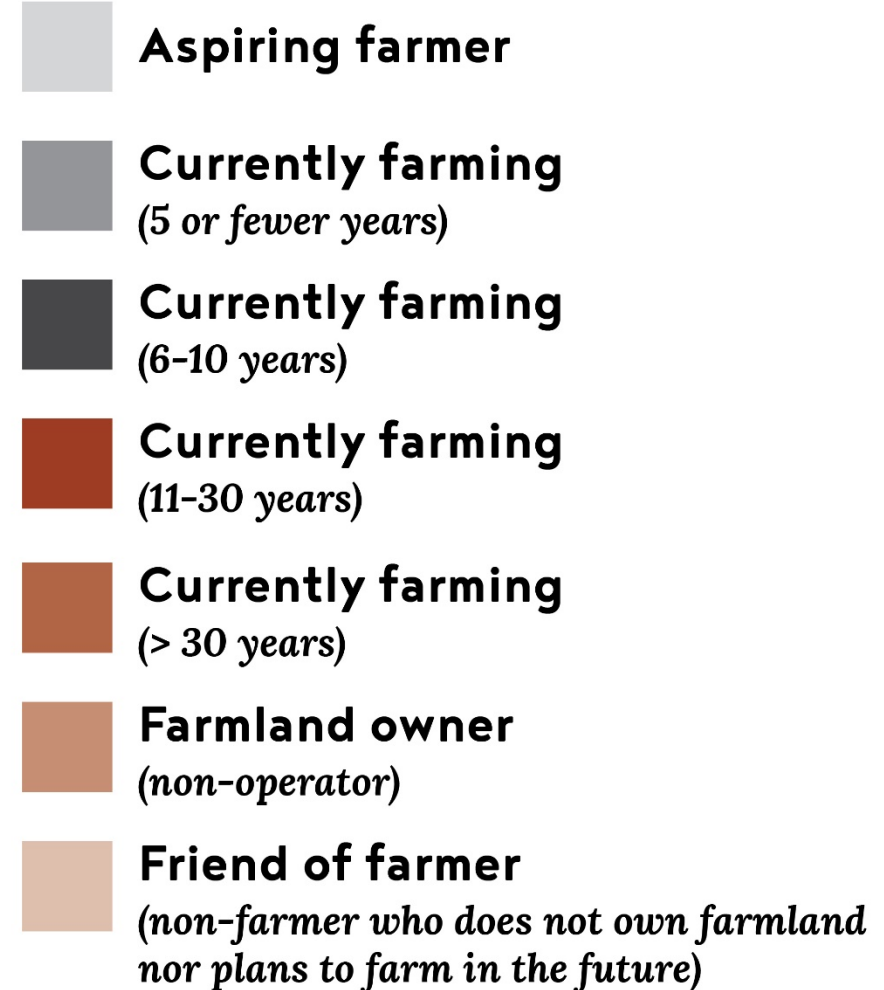 Aspiring farmer
Currently farming
(5 or fewer years)
Currently farming
(6-10 years)
Currently farming
(11-30 years)
Currently farming
(> 30 years)
Farmland owner
(non-operator)
Friend of farmer
(non-farmer who does not own farmland
nor plans to farm in the future)